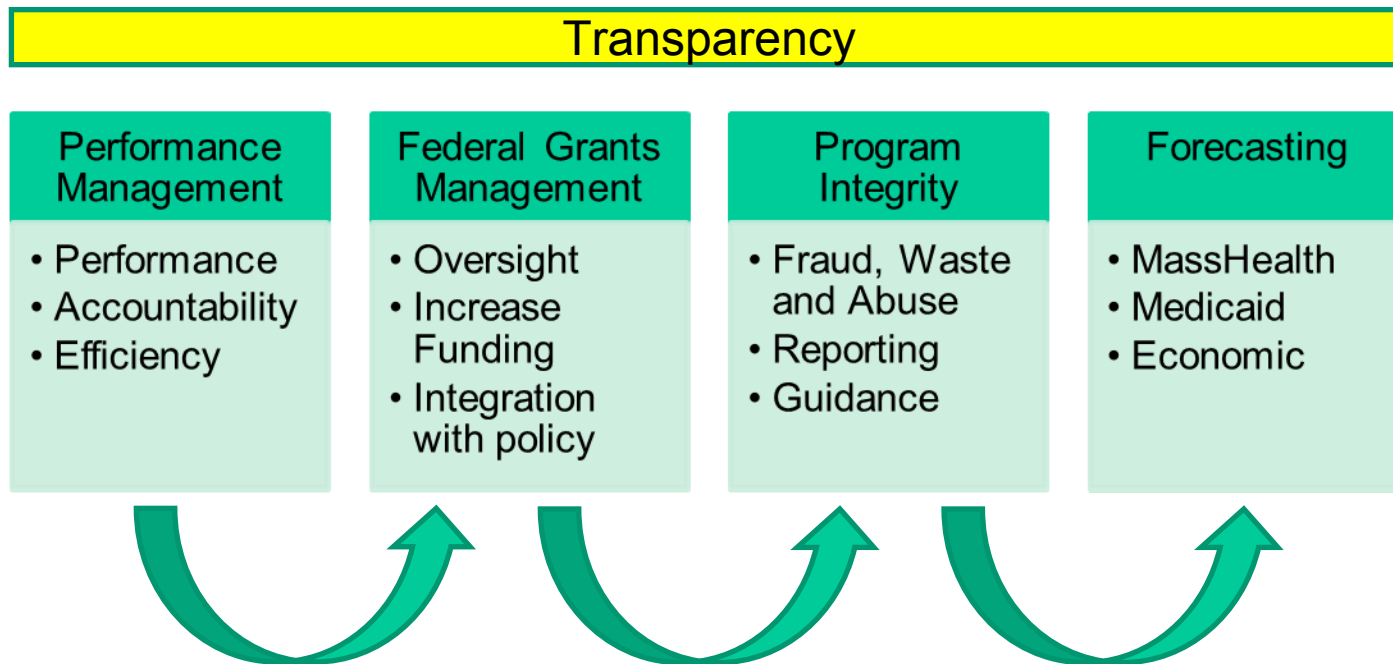 Transparency
Performance
Management
• Performance
• Accountability
• Efficiency
Federal Grants
Management
• Oversight
• Increase
Funding
• Integration
with policy
Program
Integrity
• Fraud, Waste
and Abuse
• Reporting
• Guidance
Forecasting
• MassHealth
• Medicaid
• Economic